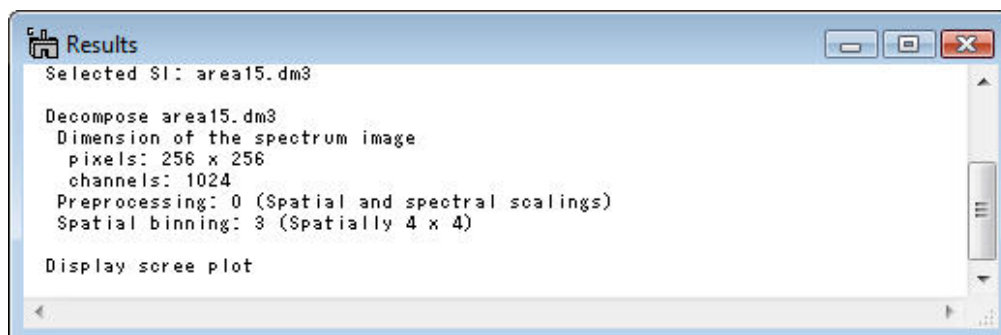 Results
Selected SI: area15.dm3
Decompose area15.dm3
Dimension of the spectrum image
pixels: 256 x 256
channels: 1024
Preprocessing: 0 (Spatial and spectral scalings)
Spatial binning: 3 (Spatially 4 x 4)
Display scree plot